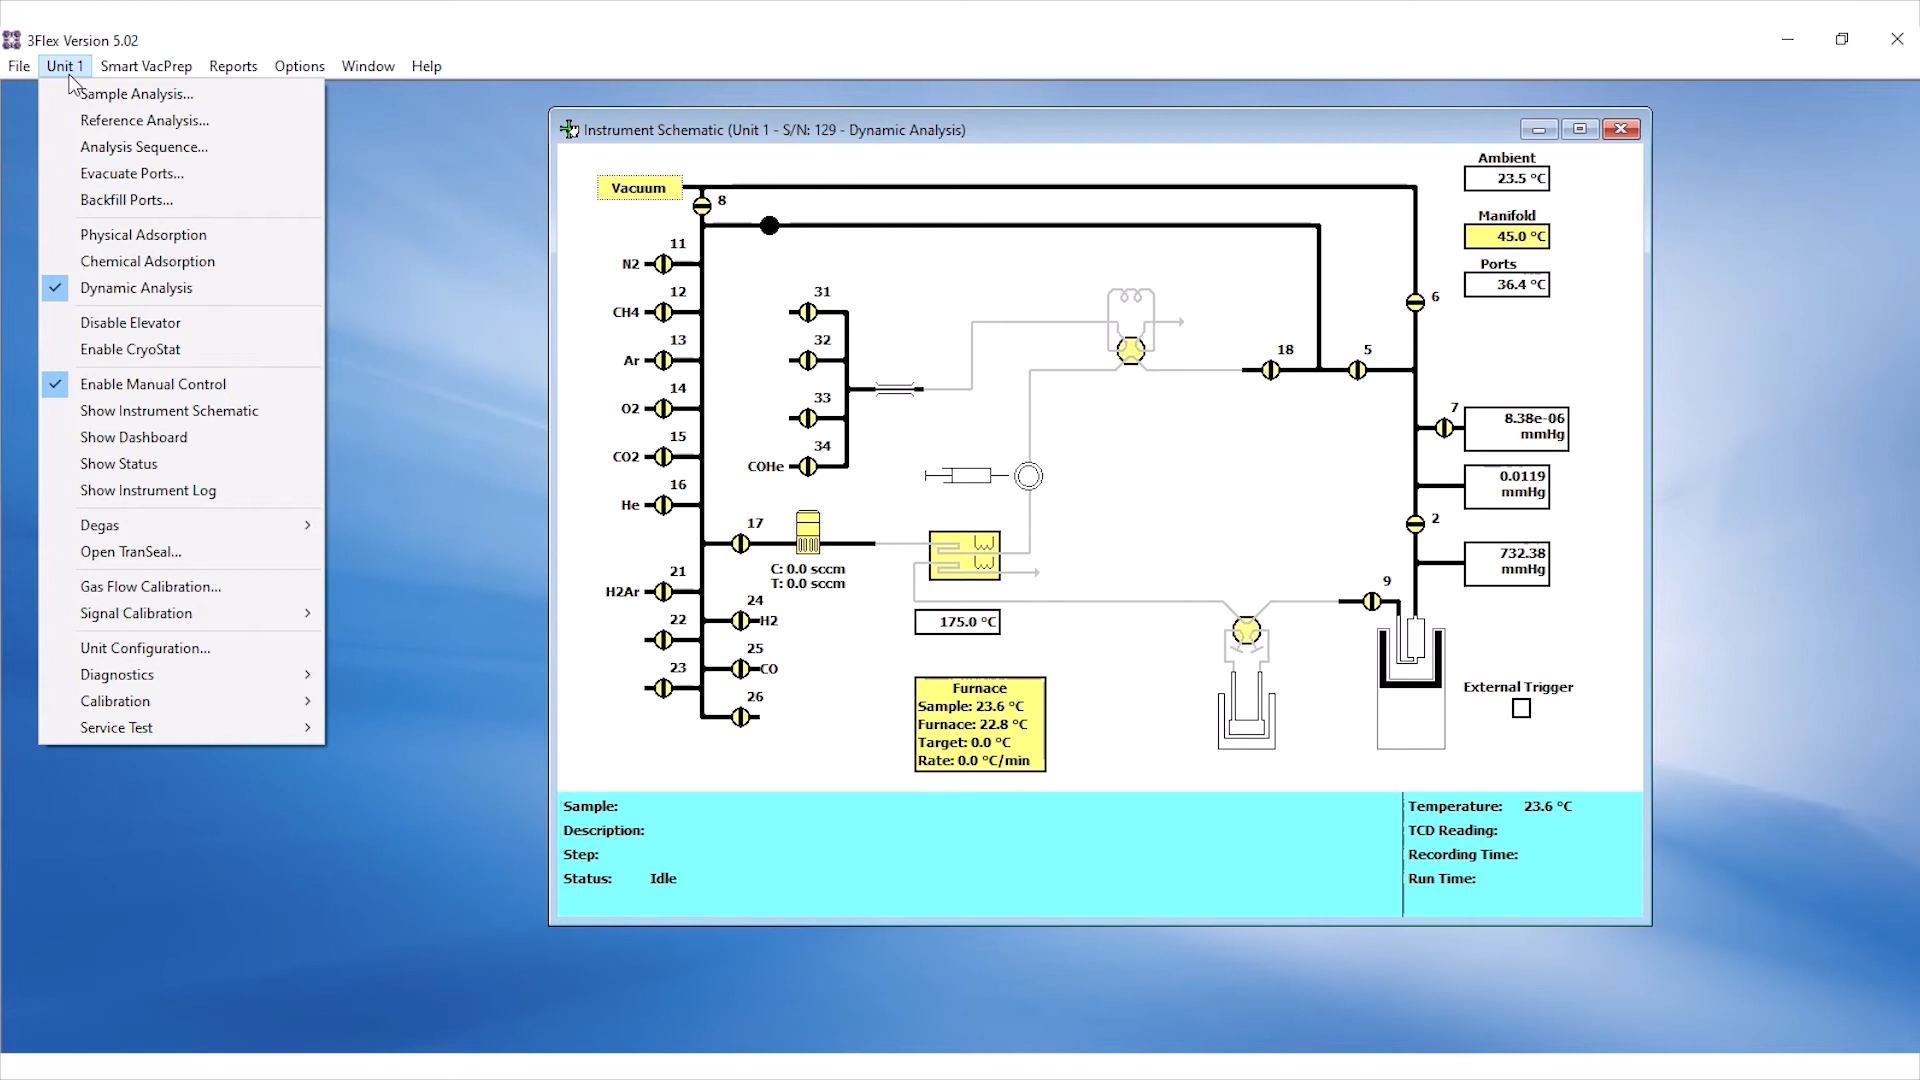 3Flex Version 5.02
File Unit 1 Smart VacPrep Reports Options Window Help
Sample Analysis...
Reference Analysis...
Analysis Sequence...
Evacuate Ports...
Backfill Ports...
Physical Adsorption
Chemical Adsorption
Dynamic Analysis
Disable Elevator
Enable CryoStat
Enable Manual Control
Show Instrument Schematic
Show Dashboard
Show Status
Show Instrument Log
Degas
Open TranSeal...
Gas Flow Calibration...
Signal Calibration
Unit Configuration...
Diagnostics
Calibration
Service Test
Instrument Schematic (Unit 1 - S/N: 129 - Dynamic Analysis)
Vacuum
8
11
N2
12
CH4
13
Ar
14
O2
15
CO2
16
He
17
21
H2Ar
22
23
24
H2
25
CO
26
31
32
33
34
COHe
C: 0.0 sccm
T: 0.0 sccm
175.0 °C
Furnace
Sample: 23.6 °C
Furnace: 22.8 °C
Target: 0.0 °C
Rate: 0.0 °C/min
18
5
6
7
2
9
Ambient
23.5 °C
Manifold
45.0 °C
Ports
36.4 °C
8.38e-06
mmHg
0.0119
mmHg
732.38
mmHg
External Trigger
Sample:
Description:
Step:
Status: Idle
Temperature: 23.6 °C
TCD Reading:
Recording Time:
Run Time: